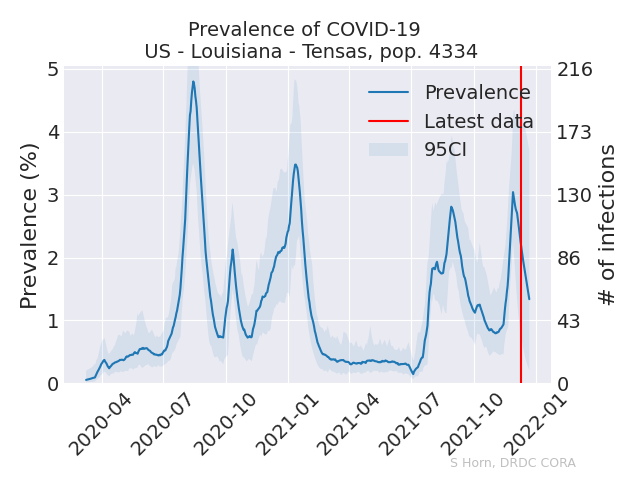 Prevalence of COVID-19
US - Louisiana - Tensas, pop. 4334
5
4
3
2
1
0
Prevalence (%)
Prevalence
Latest data
95CI
216
173
130
86
43
0
# of infections
2020-04
2020-07
2020-10
2021-01
2021-04
2021-07
2021-10
2022-01
S Horn, DRDC CORA